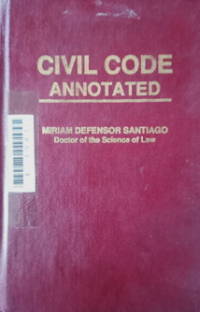 CIVIL CODE
ANNOTATED
MIRIAM DEFENSOR SANTIAGO
Doctor of the Science of Law